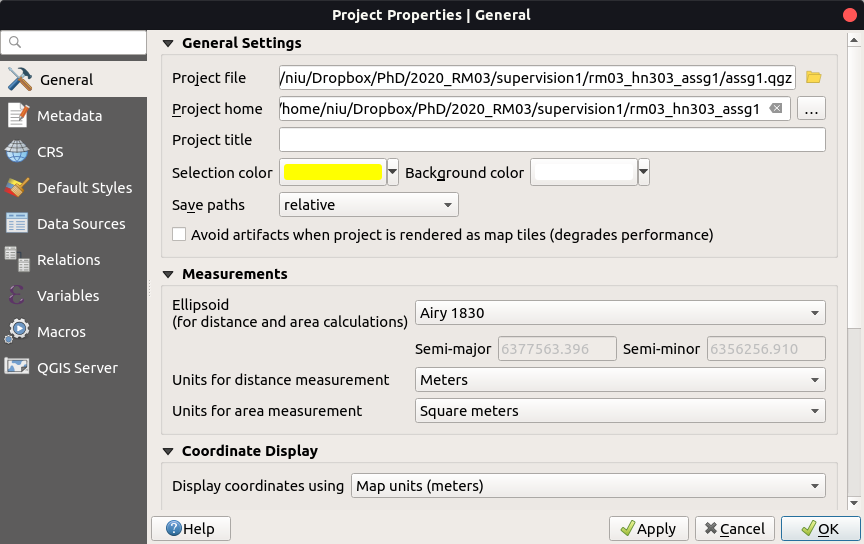 Project Properties | General
General
Metadata
CRS
Default Styles
Data Sources
Relations
Variables
Macros
QGIS Server
General Settings
Project file /niu/Dropbox/PhD/2020_RM03/supervision1/rm03_hn303_assg1/assg1.qgz
Project home /home/niu/Dropbox/PhD/2020_RM03/supervision1/rm03_hn303_assg1 ...
Project title
Selection color Background color
Save paths relative
Avoid artifacts when project is rendered as map tiles (degrades performance)
Measurements
Ellipsoid
(for distance and area calculations) Airy 1830
Semi-major 6377563.396 Semi-minor 6356256.910
Units for distance measurement Meters
Units for area measurement Square meters
Coordinate Display
Display coordinates using Map units (meters)
Help Apply Cancel OK